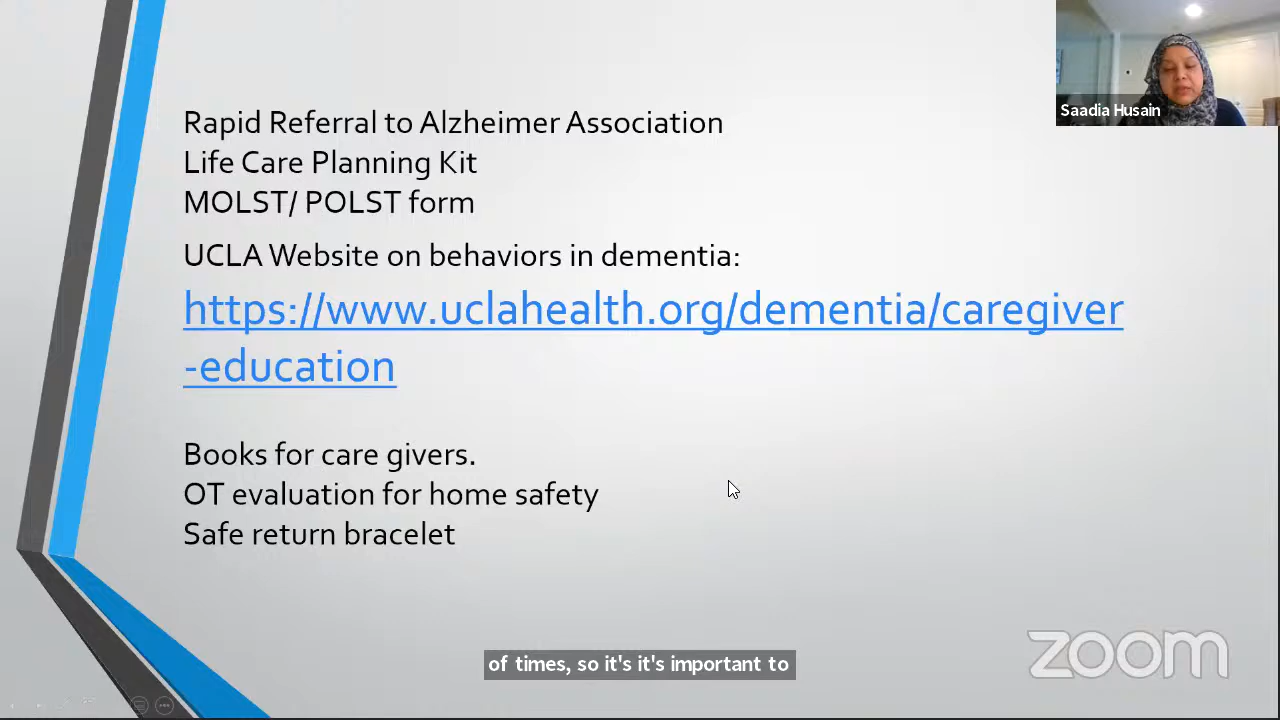 Saadia Husain
Rapid Referral to Alzheimer Association
Life Care Planning Kit
MOLST/ POLST form
UCLA Website on behaviors in dementia:
https://www.uclahealth.org/dementia/caregiver
-education
Books for care givers.
OT evaluation for home safety
Safe return bracelet
zoom
of times, so it's it's important to